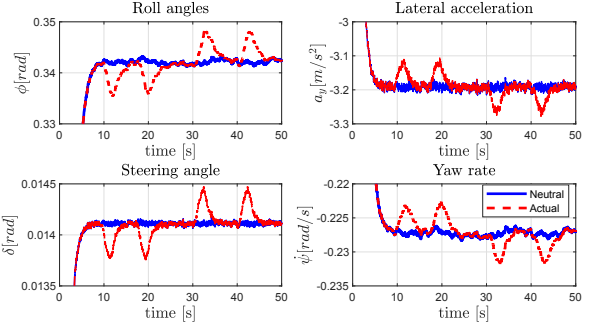 Roll angles
0.35
0.34
0.33
ϕ[rad]
0 10 20 30 40 50
time [s]
Lateral acceleration
-3
-3.1
-3.2
-3.3
a_y[m/s²]
0 10 20 30 40 50
time [s]
Steering angle
0.0145
0.014
0.0135
δ[rad]
0 10 20 30 40 50
time [s]
Yaw rate
-0.22
-0.225
-0.23
-0.235
ψ̇[rad/s]
Neutral
Actual
0 10 20 30 40 50
time [s]